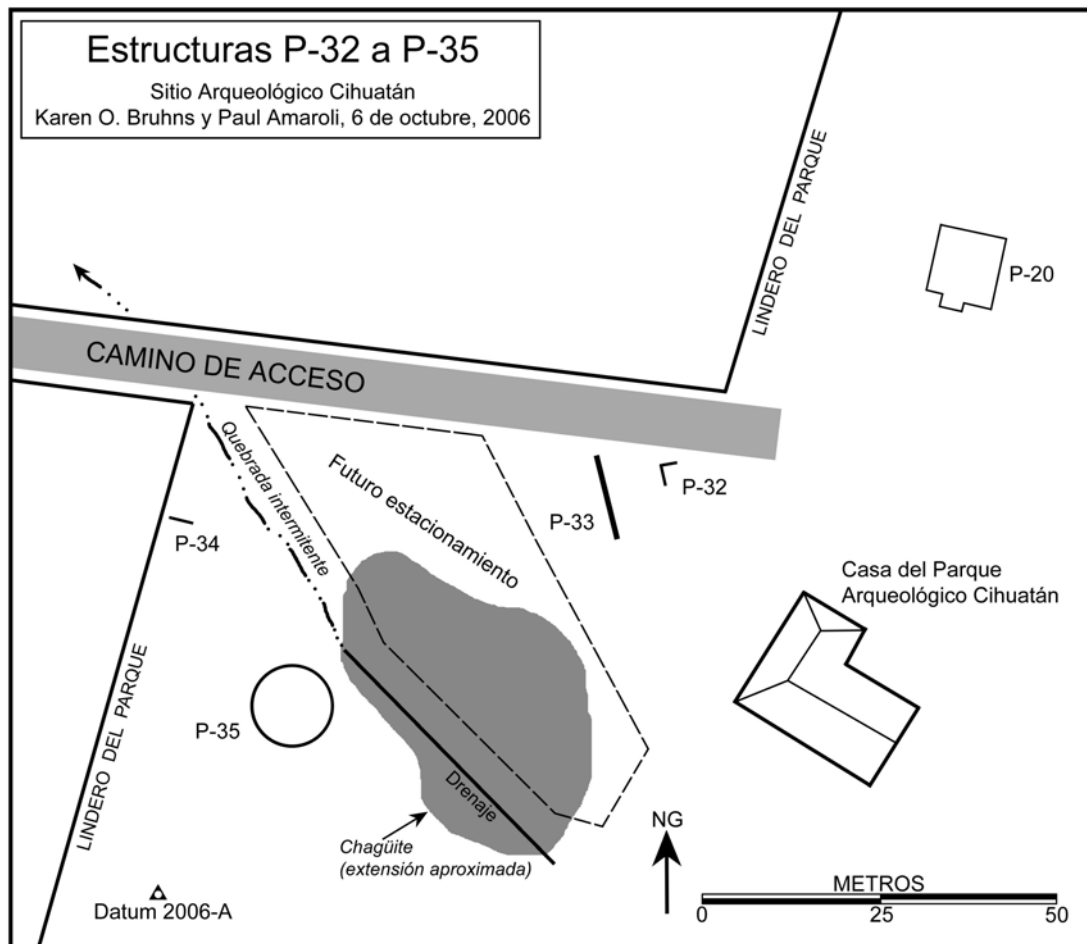 Estructuras P-32 a P-35
Sitio Arqueológico Cihuatán
Karen O. Bruhns y Paul Amaroli, 6 de octubre, 2006
LINDERO DEL PARQUE
P-20
CAMINO DE ACCESO
Quebrada intermitente
Futuro estacionamiento
P-32
P-33
P-34
Casa del Parque
Arqueológico Cihuatán
LINDERO DEL PARQUE
P-35
Drenaje
Chagüite
(extensión aproximada)
NG
Datum 2006-A
METROS
0 25 50